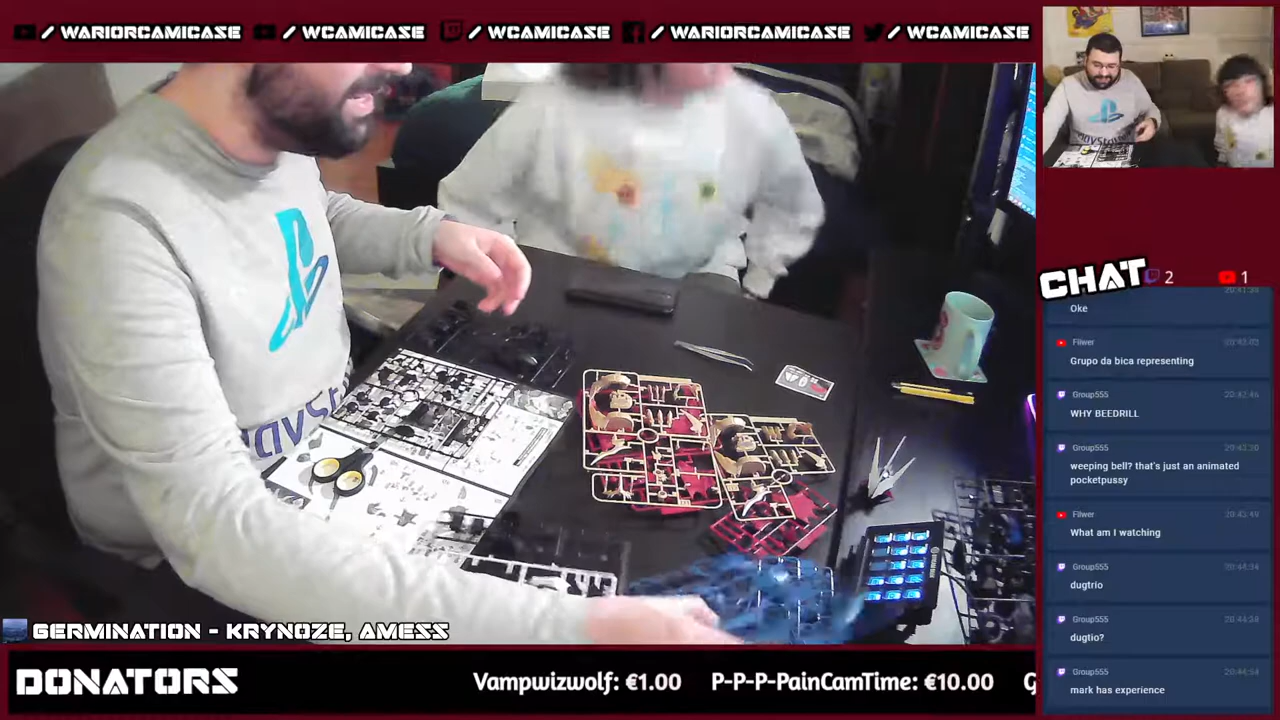 / WARIORCAMICASE / WCAMICASE / WCAMICASE / WARIORCAMICASE / WCAMICASE
CHAT 2 1
Oke
Fliwer
Grupo da bica representing
Group555
WHY BEEDRILL
Group555
weeping bell? that's just an animated
pocketpussy
Fliwer
What am I watching
Group555
dugtrio
Group555
dugtio?
Group555
mark has experience
GERMINATION - KRYNOZE, AMESS
DONATORS Vampwizwolf: €1.00 P-P-P-PainCamTime: €10.00 G